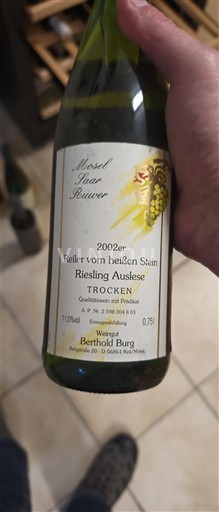 Mosel
Saar
Ruwer
2002er
Reiler vom heißen Stein
Riesling Auslese
TROCKEN
Qualitätswein mit Prädikat
A. P. Nr. 2 598 304 8 03
11,0%vol Erzeugerabfüllung 0,75 l
Weingut
Berthold Burg